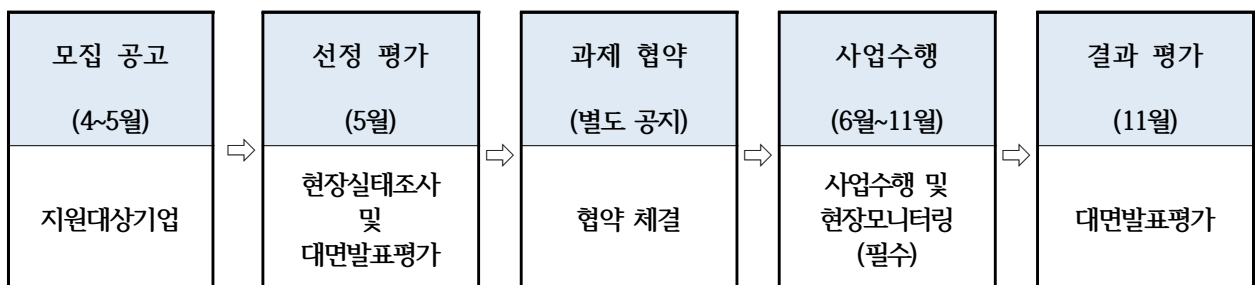 모집 공고
(4~5월)
지원대상기업
⇨
선정 평가
(5월)
현장실태조사
및
대면발표평가
⇨
과제 협약
(별도 공지)
협약 체결
⇨
사업수행
(6월~11월)
사업수행 및
현장모니터링
(필수)
⇨
결과 평가
(11월)
대면발표평가